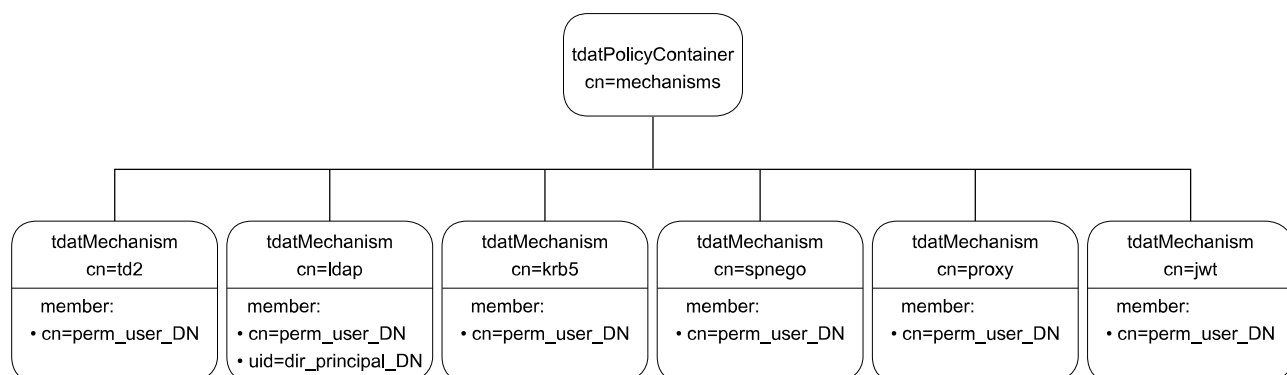 tdatPolicyContainer
cn=mechanisms
tdatMechanism
cn=td2
member:
• cn=perm_user_DN
tdatMechanism
cn=ldap
member:
• cn=perm_user_DN
• uid=dir_principal_DN
tdatMechanism
cn=krb5
member:
• cn=perm_user_DN
tdatMechanism
cn=spnego
member:
• cn=perm_user_DN
tdatMechanism
cn=proxy
member:
• cn=perm_user_DN
tdatMechanism
cn=jwt
member:
• cn=perm_user_DN